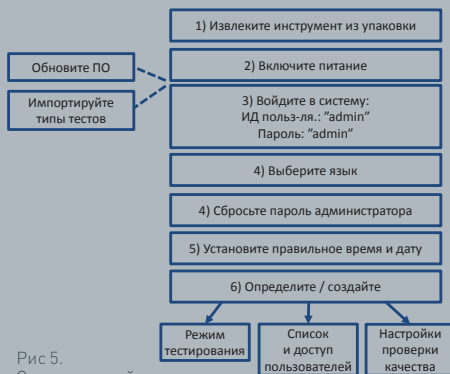 1) Извлеките инструмент из упаковки
Обновите ПО
2) Включите питание
Импортируйте
типы тестов
3) Войдите в систему:
ИД польз-ля.: ”admin”
Пароль: ”admin”
4) Выберите язык
4) Сбросьте пароль администратора
5) Установите правильное время и дату
6) Определите / создайте
Режим
тестирования
Список
и доступ
пользователей
Настройки
проверки
качества
Рис 5.